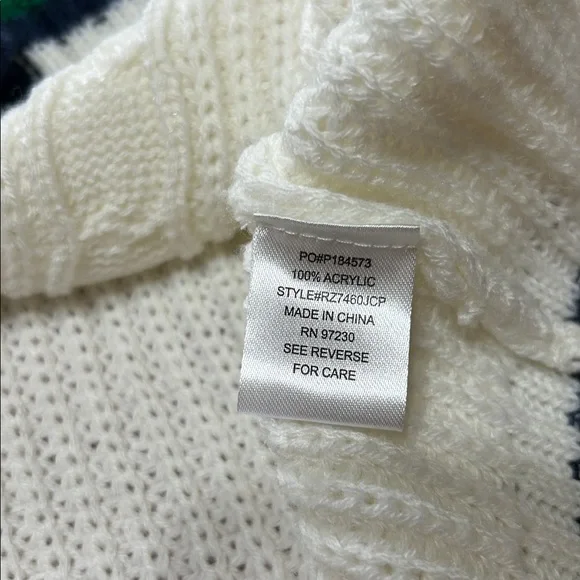 PO#P184573
100% ACRYLIC
STYLE#RZ7460JCP
MADE IN CHINA
RN 97230
SEE REVERSE
FOR CARE